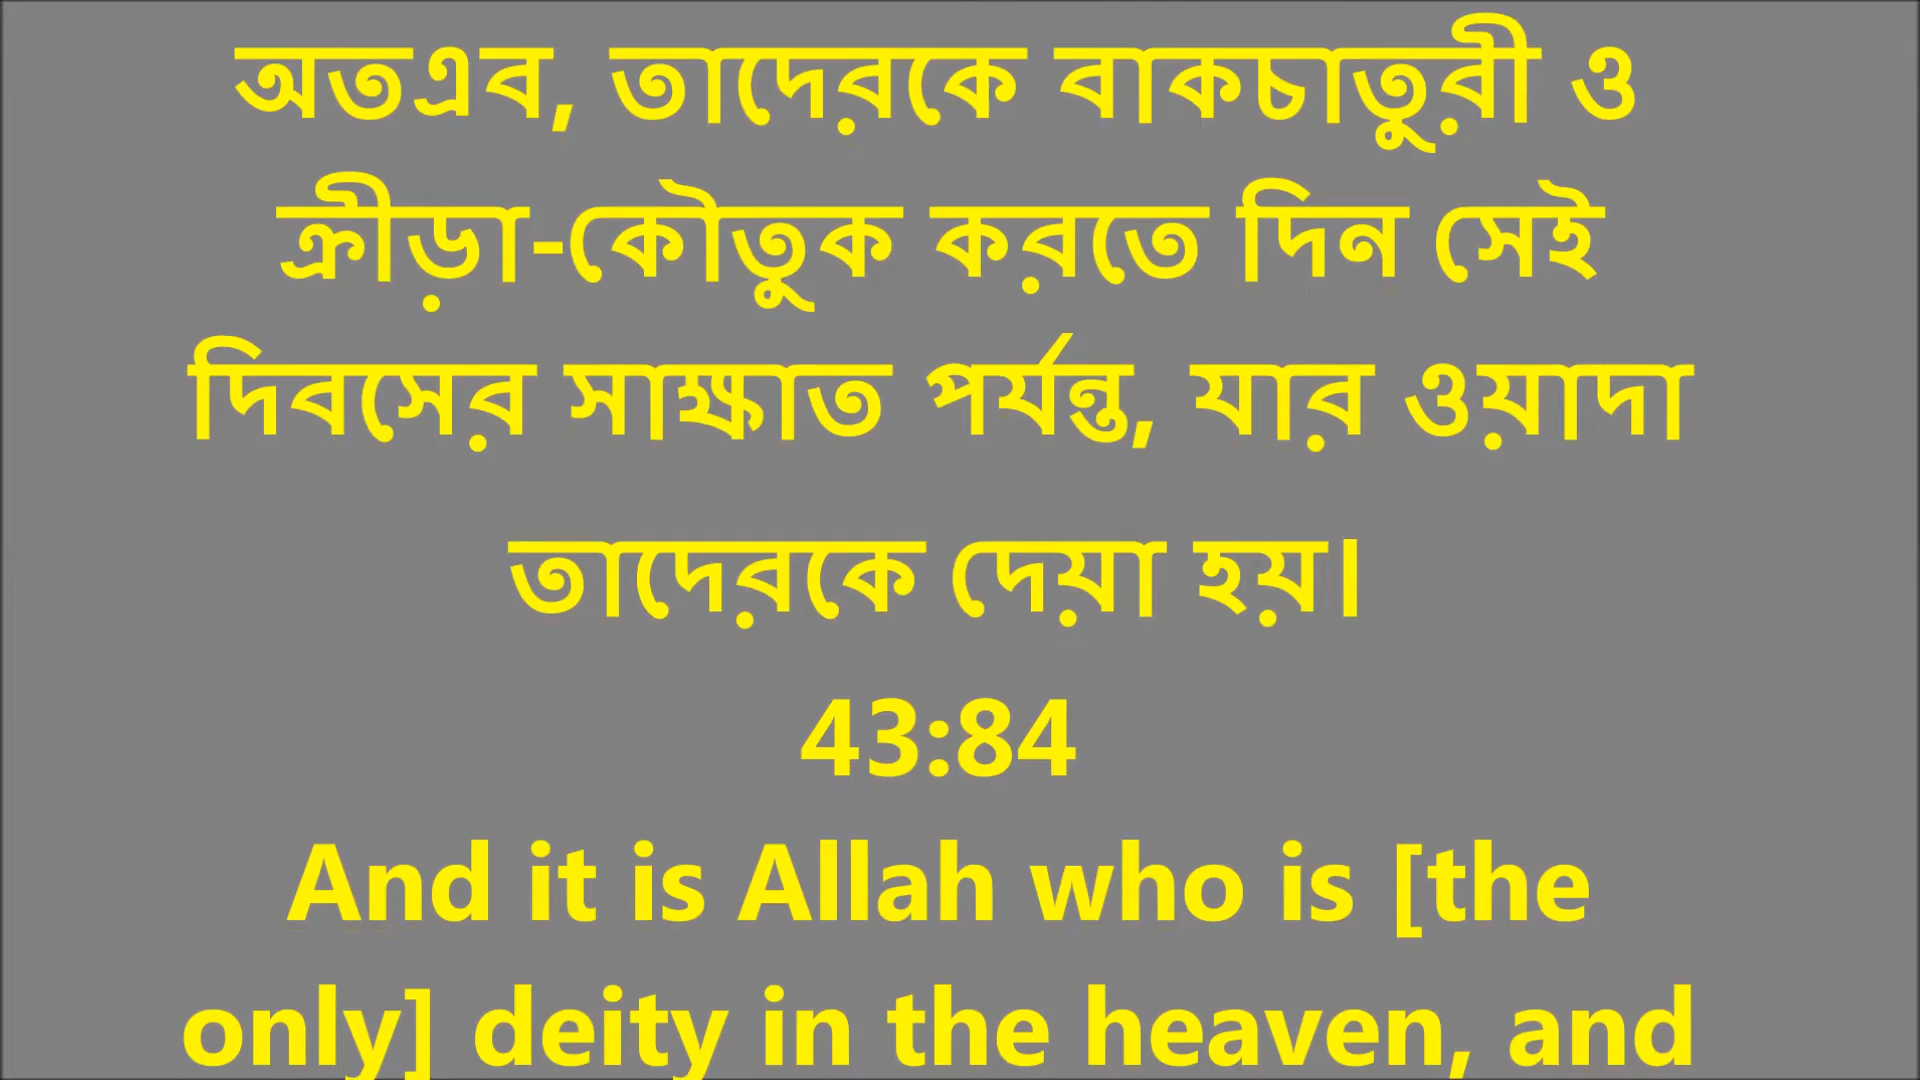 অতএব, তাদেরকে বাকচাতুরী ও
ক্রীড়া-কৌতুক করতে দিন সেই
দিবসের সাক্ষাত পর্যন্ত, যার ওয়াদা
তাদেরকে দেয়া হয়।
43:84
And it is Allah who is [the
only] deity in the heaven, and